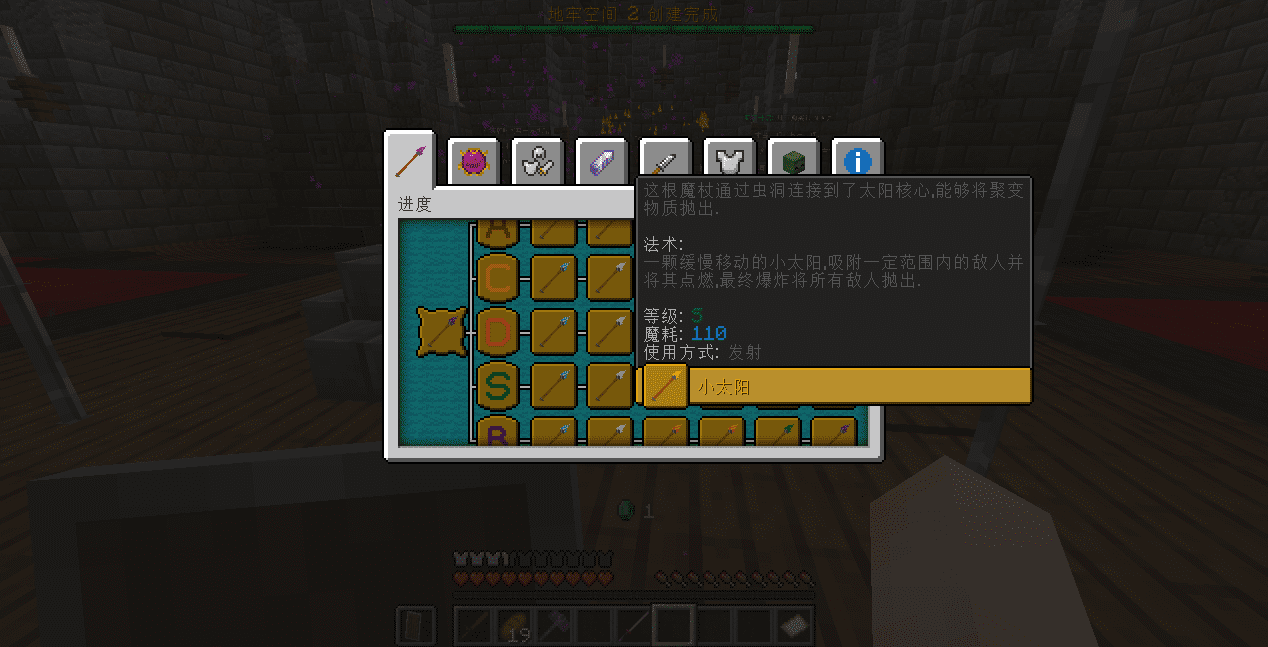 地牢空间 2 创建完成
进度
这根魔杖通过虫洞连接到了太阳核心,能够将聚变
物质抛出.
法术:
一颗缓慢移动的小太阳,吸附一定范围内的敌人并
将其点燃,最终爆炸将所有敌人抛出.
等级: S
魔耗: 110
使用方式: 发射
小太阳
A
C
D
S
1
19